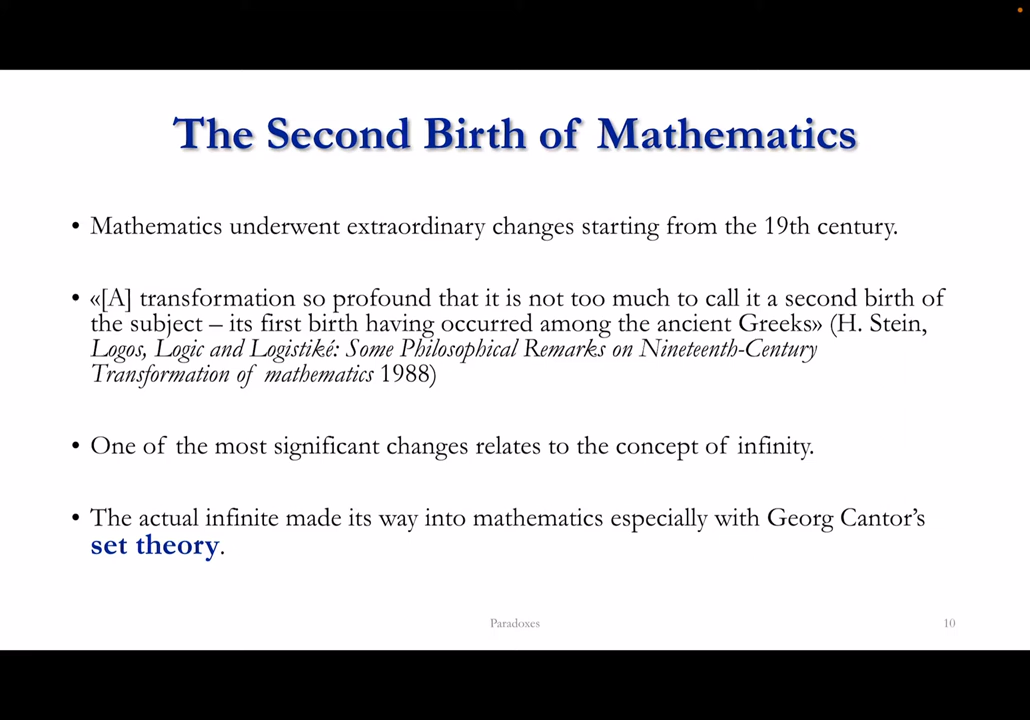 The Second Birth of Mathematics
• Mathematics underwent extraordinary changes starting from the 19th century.
• «[A] transformation so profound that it is not too much to call it a second birth of
the subject – its first birth having occurred among the ancient Greeks» (H. Stein,
Logos, Logic and Logistiké: Some Philosophical Remarks on Nineteenth-Century
Transformation of mathematics 1988)
• One of the most significant changes relates to the concept of infinity.
• The actual infinite made its way into mathematics especially with Georg Cantor’s
set theory.
Paradoxes 10